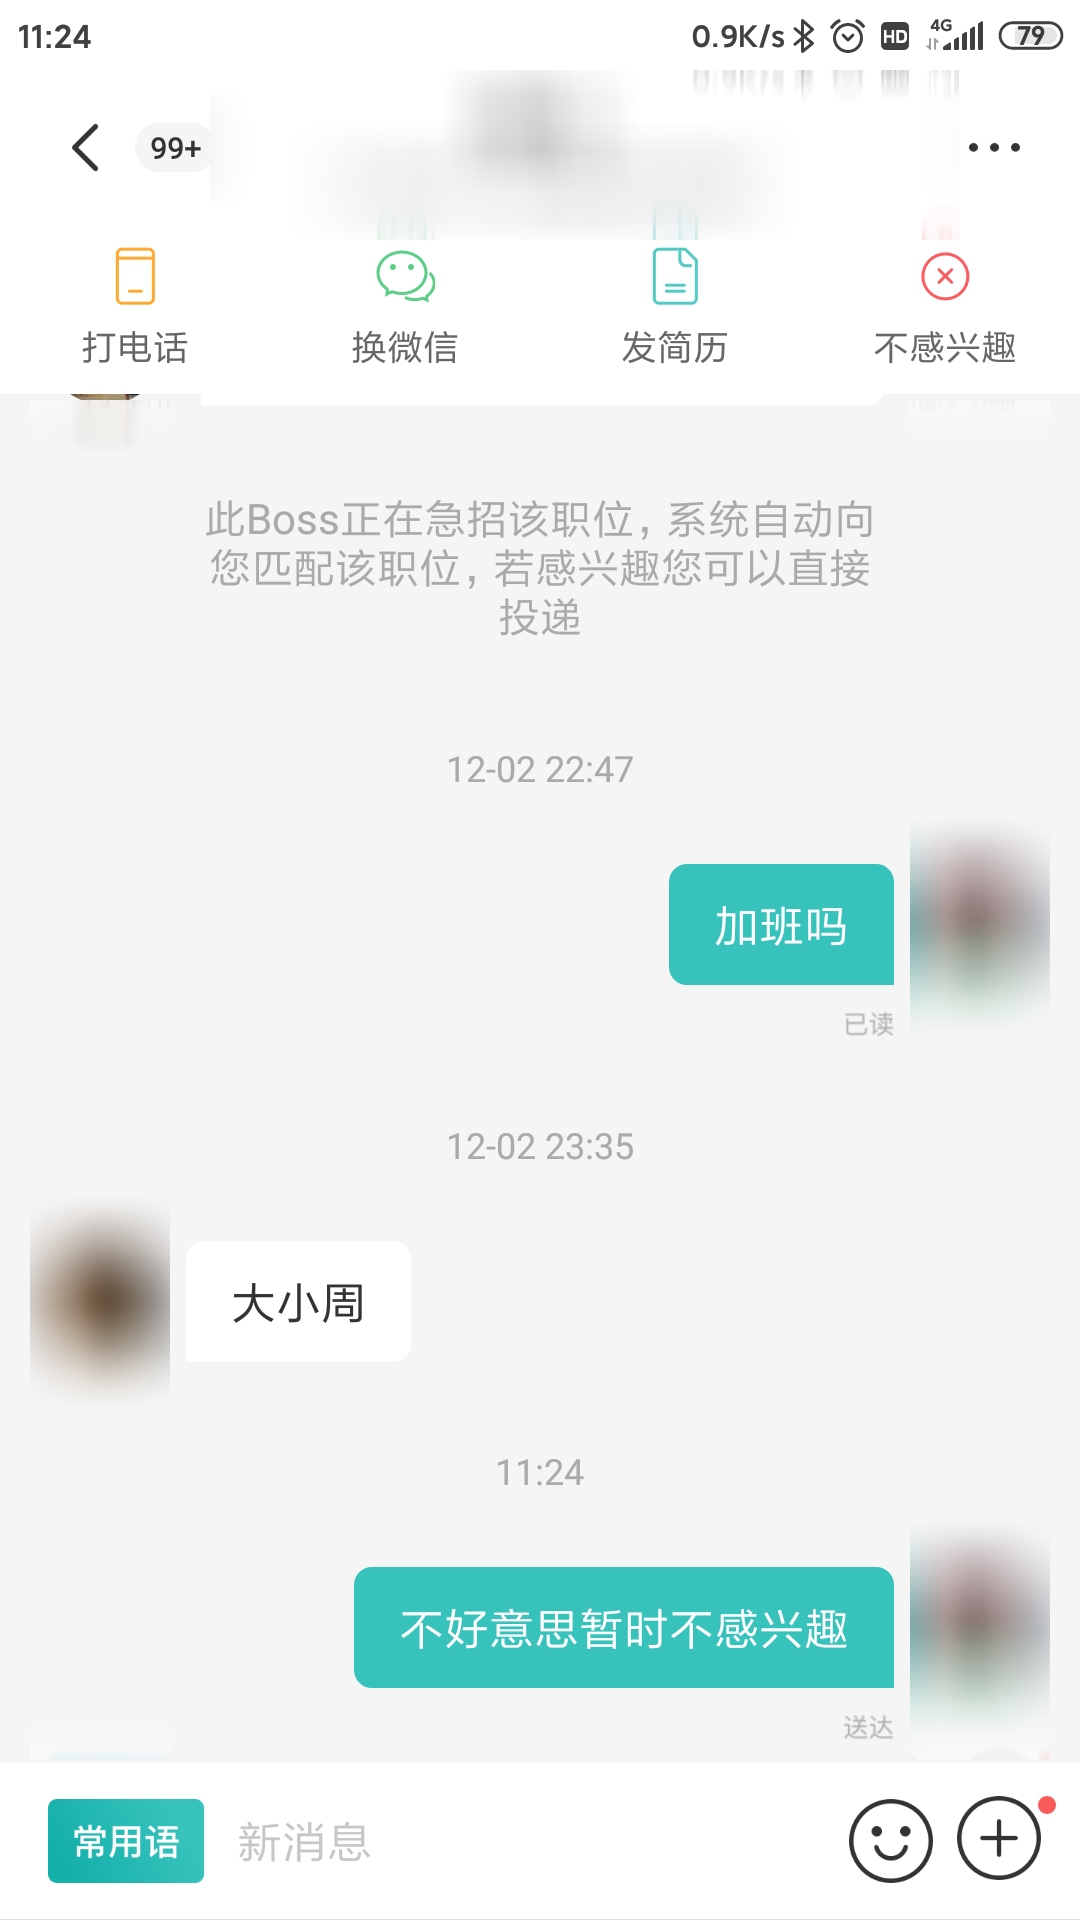 11:24
0.9K/s HD 4G 79
99+
打电话 换微信 发简历 不感兴趣
此Boss正在急招该职位，系统自动向
您匹配该职位，若感兴趣您可以直接
投递
12-02 22:47
加班吗
已读
12-02 23:35
大小周
11:24
不好意思暂时不感兴趣
送达
常用语 新消息